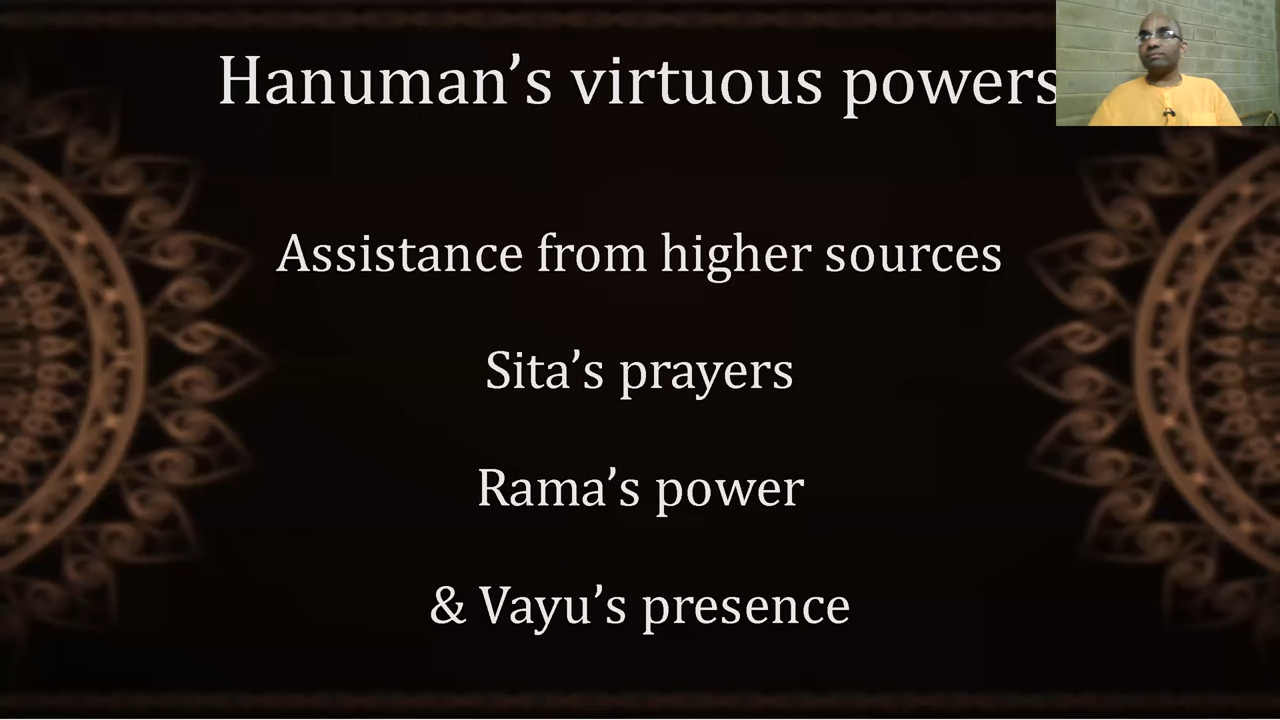 Hanuman’s virtuous powers
Assistance from higher sources
Sita’s prayers
Rama’s power
& Vayu’s presence